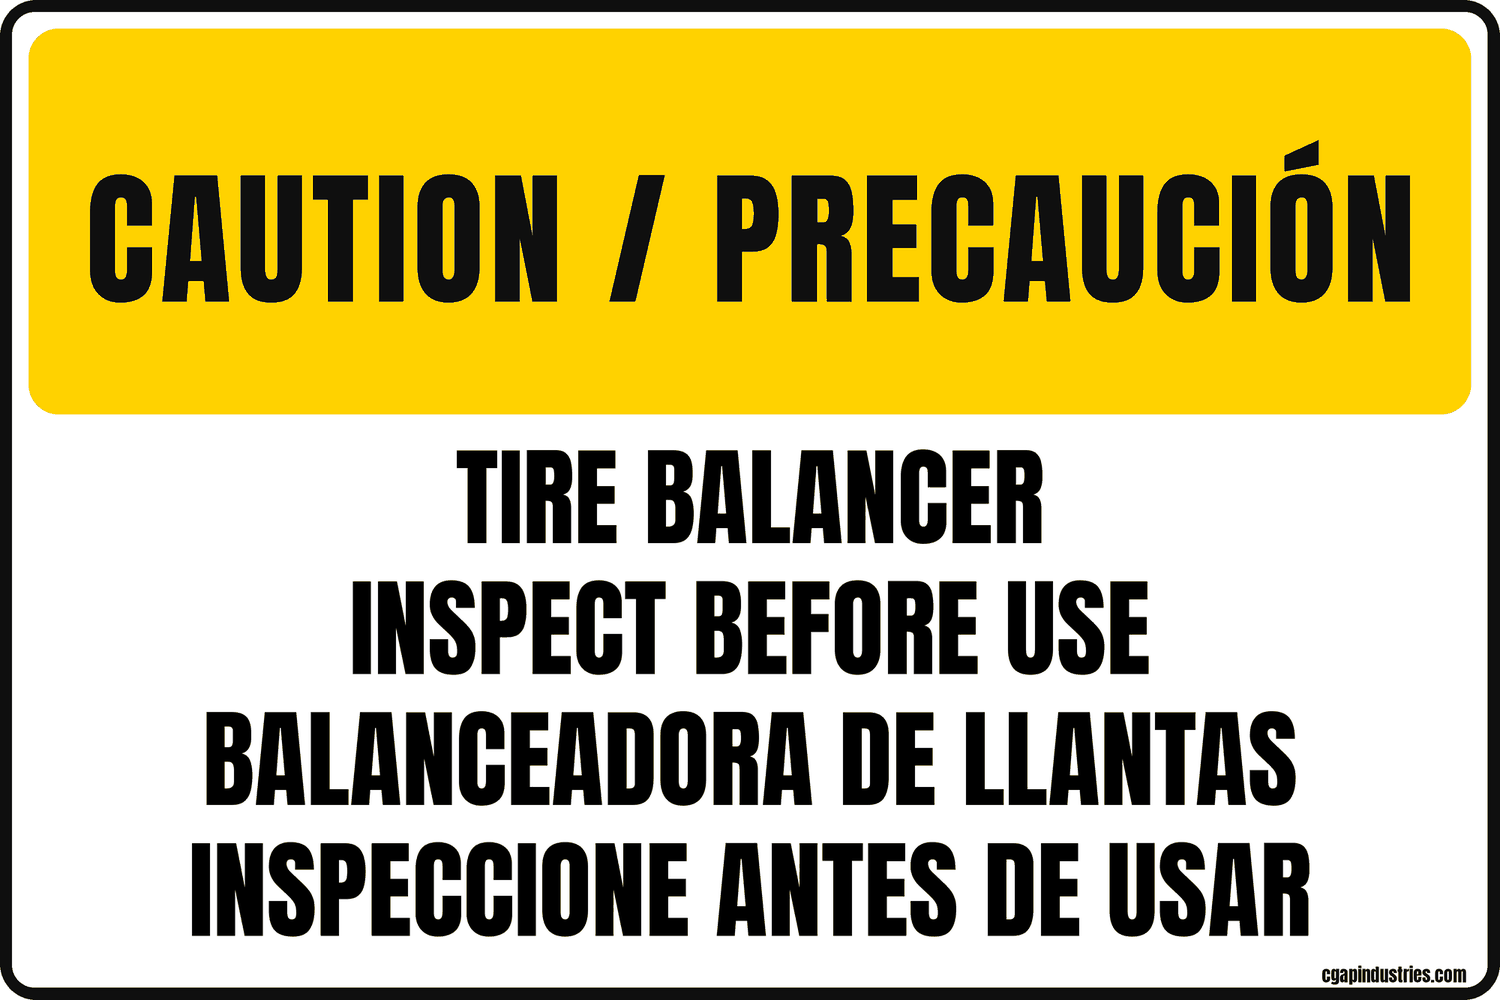 CAUTION / PRECAUCIÓN
TIRE BALANCER
INSPECT BEFORE USE
BALANCEADORA DE LLANTAS
INSPECCIONE ANTES DE USAR
cgapindustries.com